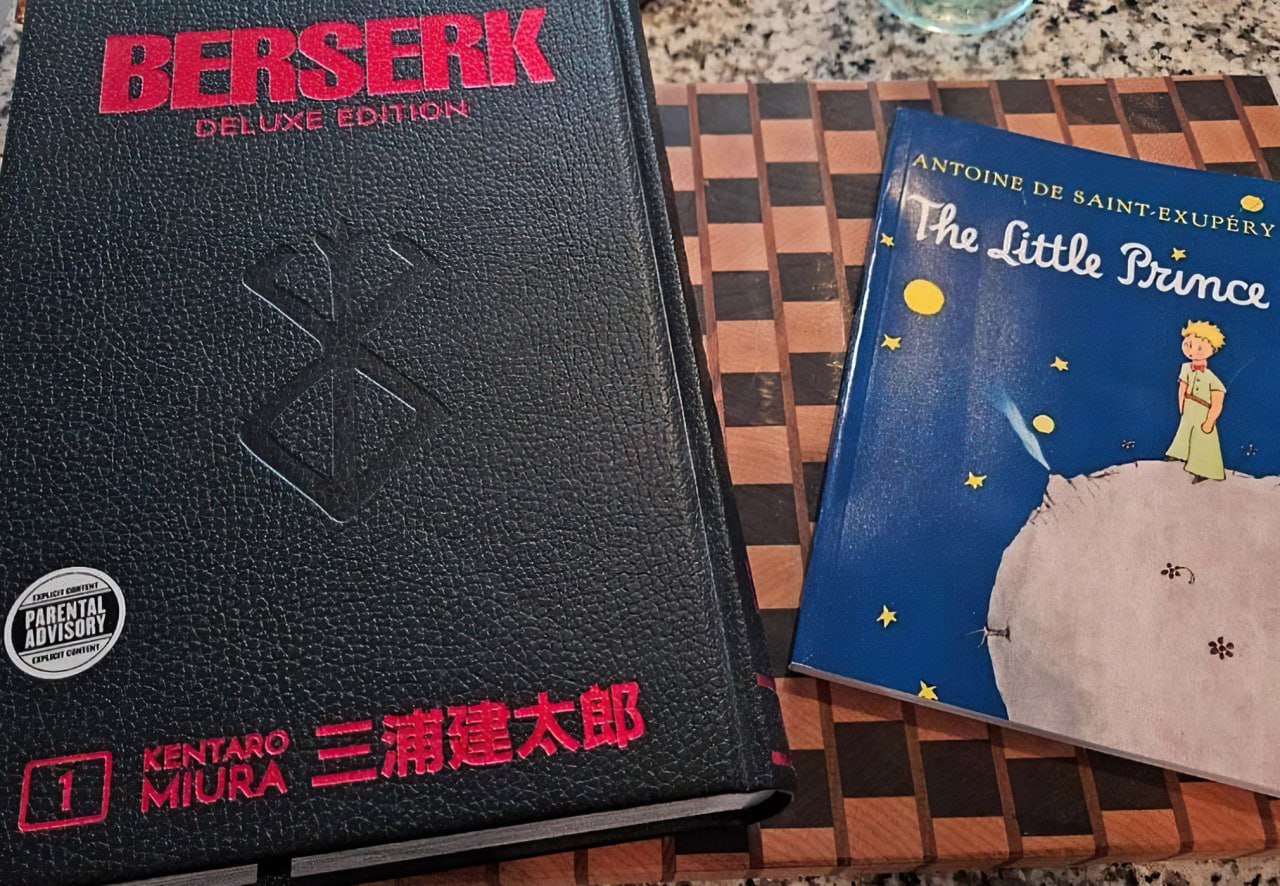 BERSERK
DELUXE EDITION
EXPLICIT CONTENT
PARENTAL
ADVISORY
EXPLICIT CONTENT
1
KENTARO
MIURA
三浦建太郎
ANTOINE DE SAINT-EXUPÉRY
The Little Prince